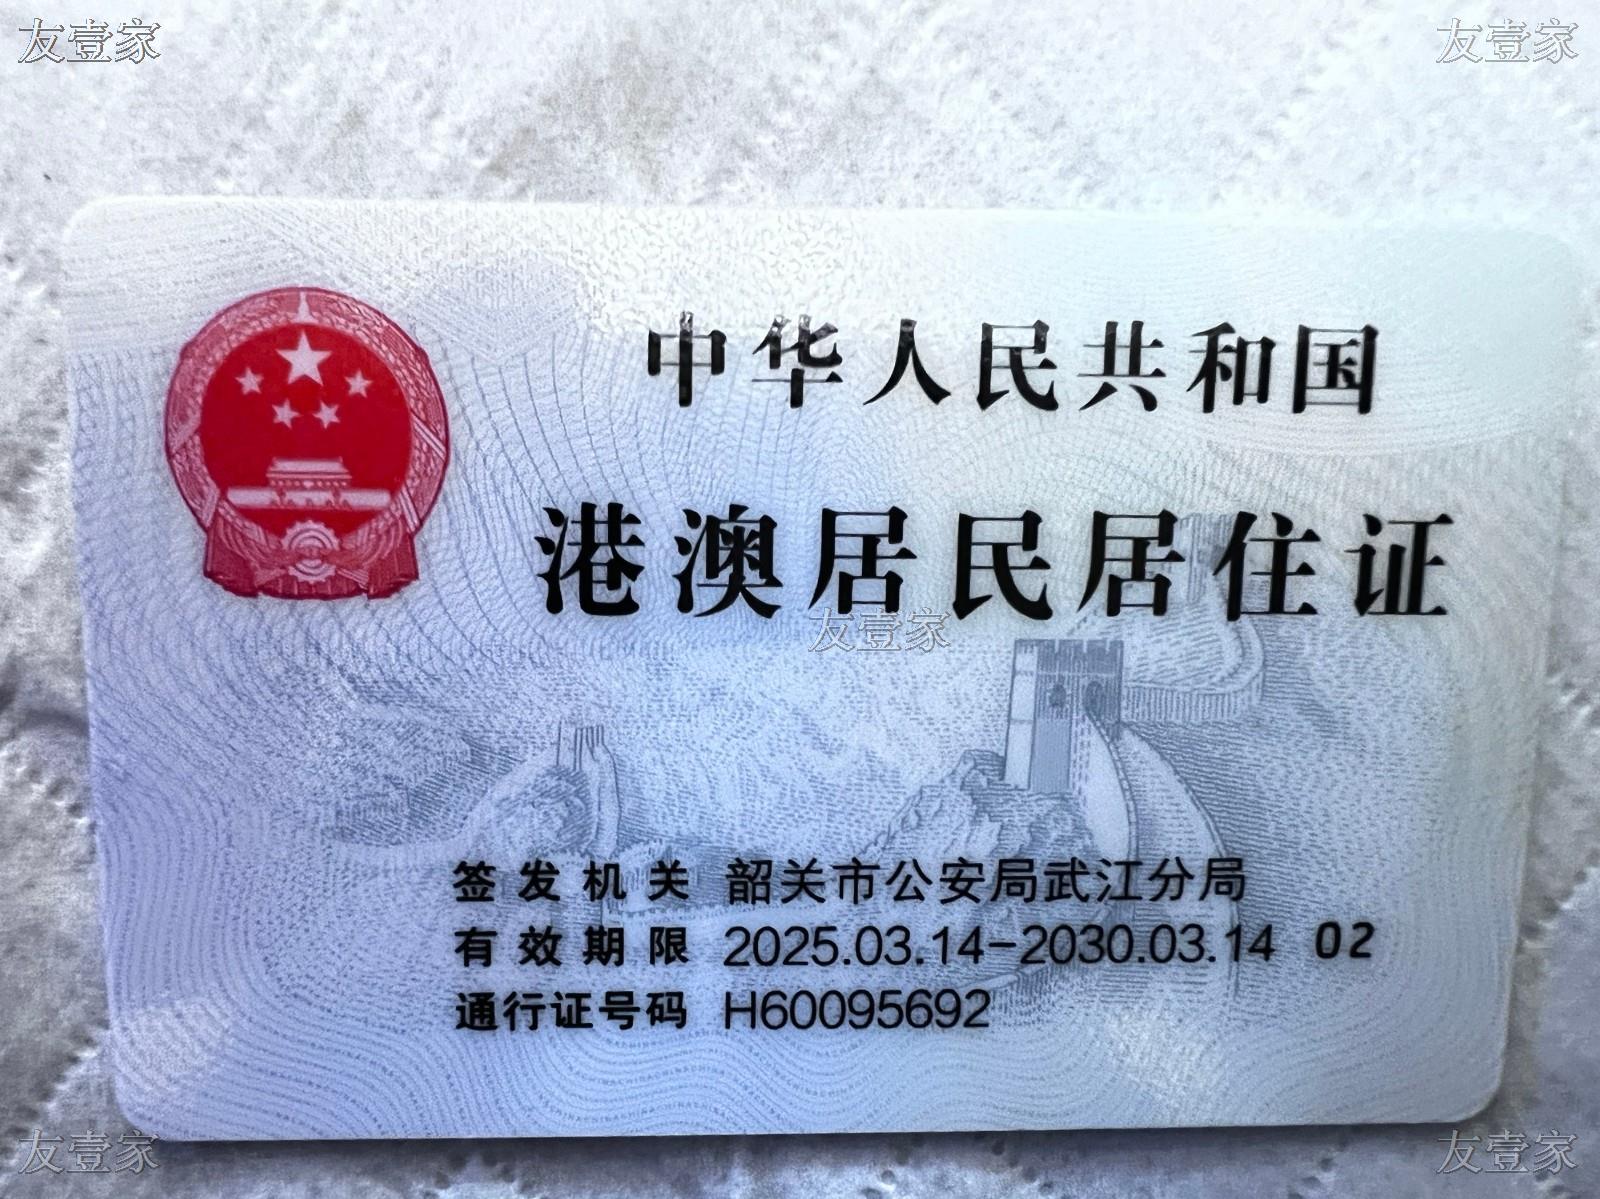 友壹家
友壹家
中华人民共和国
港澳居民居住证
友壹家
签发机关 韶关市公安局武江分局
有效期限 2025.03.14-2030.03.14 02
通行证号码 H60095692
友壹家
友壹家